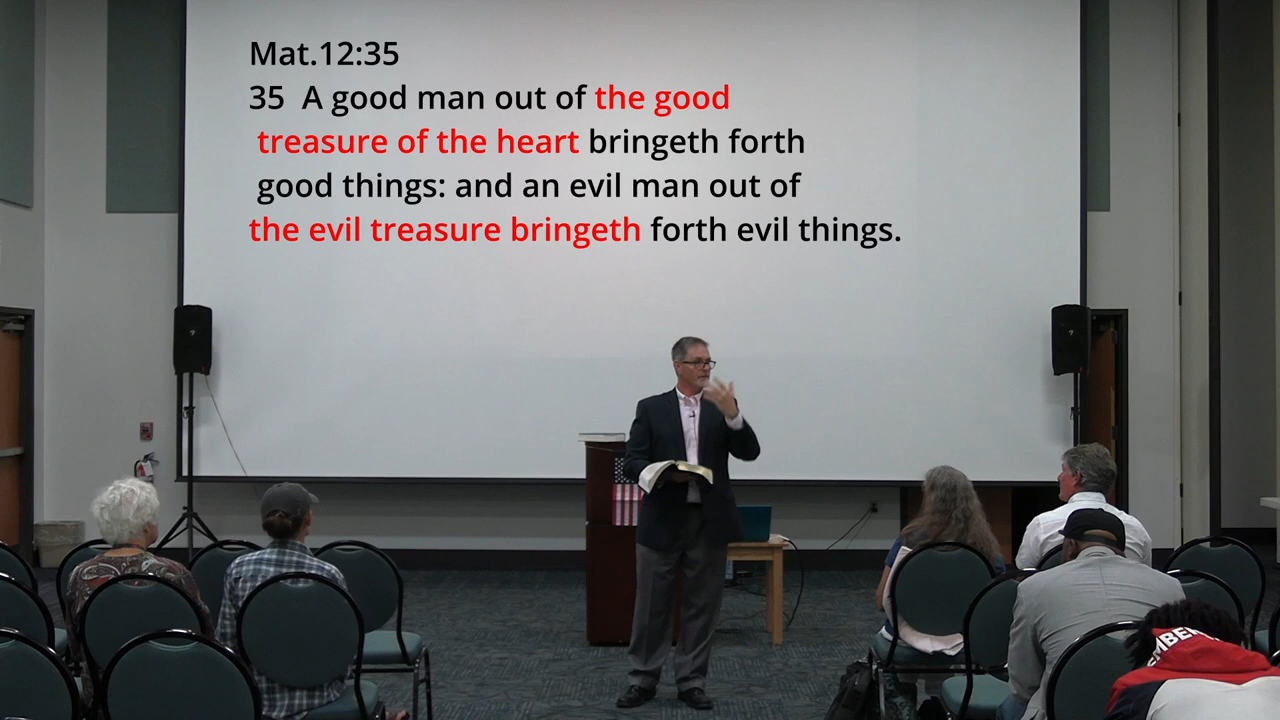 Mat.12:35
35 A good man out of the good
treasure of the heart bringeth forth
good things: and an evil man out of
the evil treasure bringeth forth evil things.
EMBER